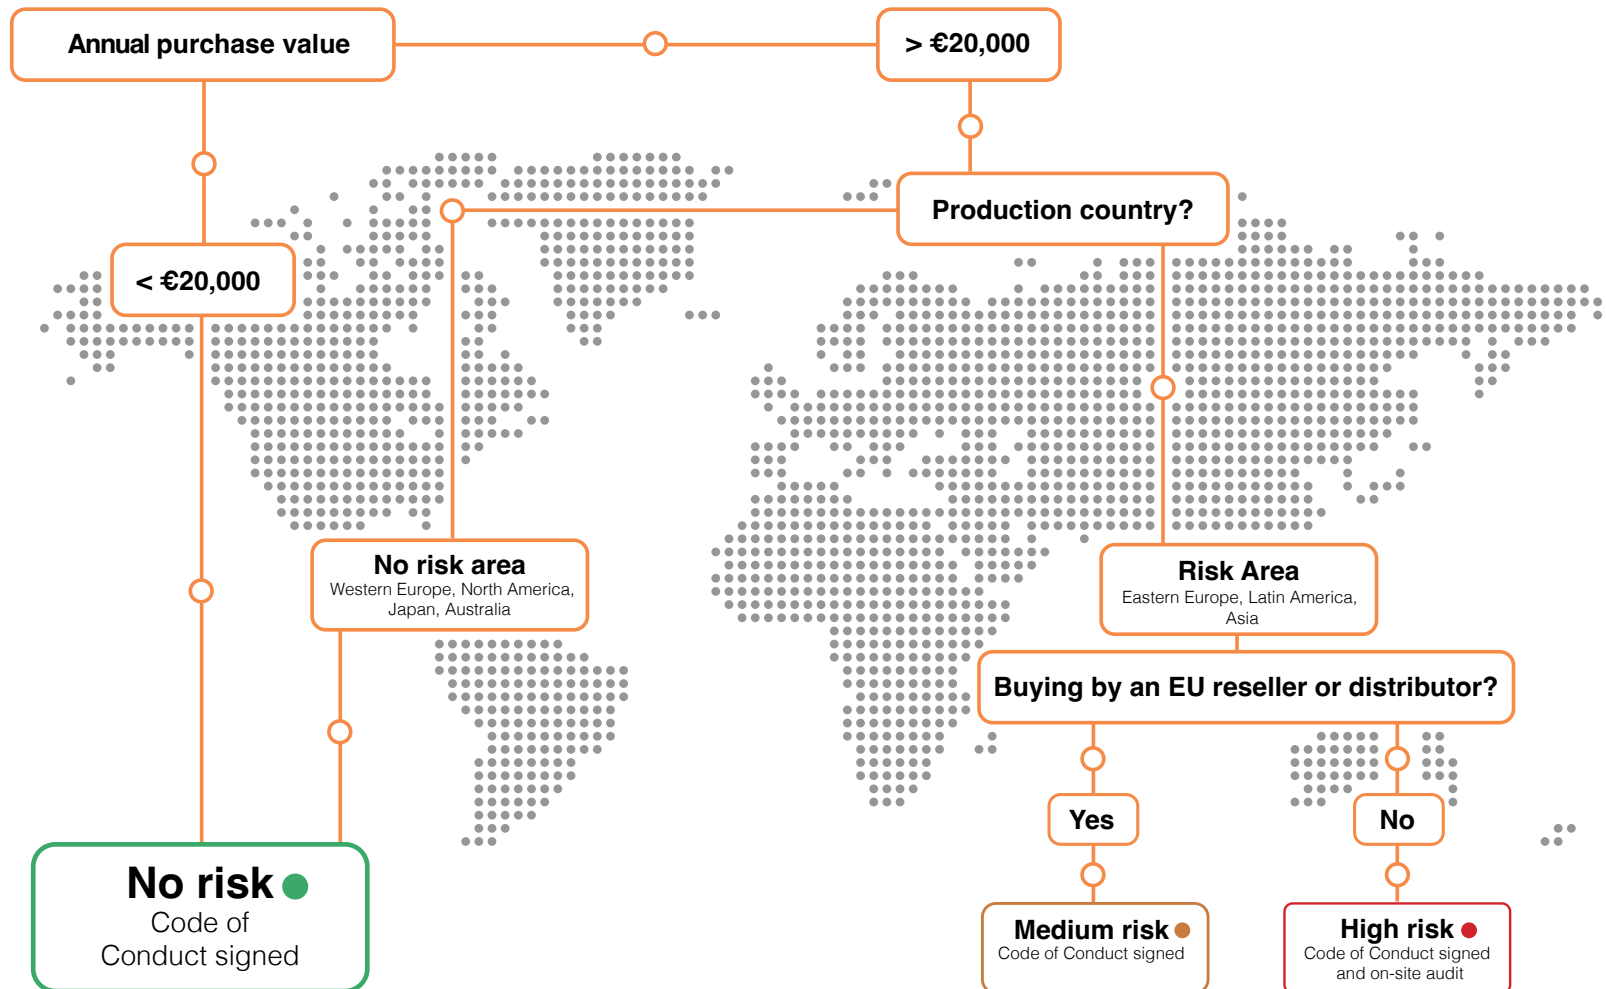 Annual purchase value
> €20,000
Production country?
< €20,000
No risk area
Western Europe, North America,
Japan, Australia
Risk Area
Eastern Europe, Latin America,
Asia
Buying by an EU reseller or distributor?
Yes
No
No risk
Code of
Conduct signed
Medium risk
Code of Conduct signed
High risk
Code of Conduct signed
and on-site audit